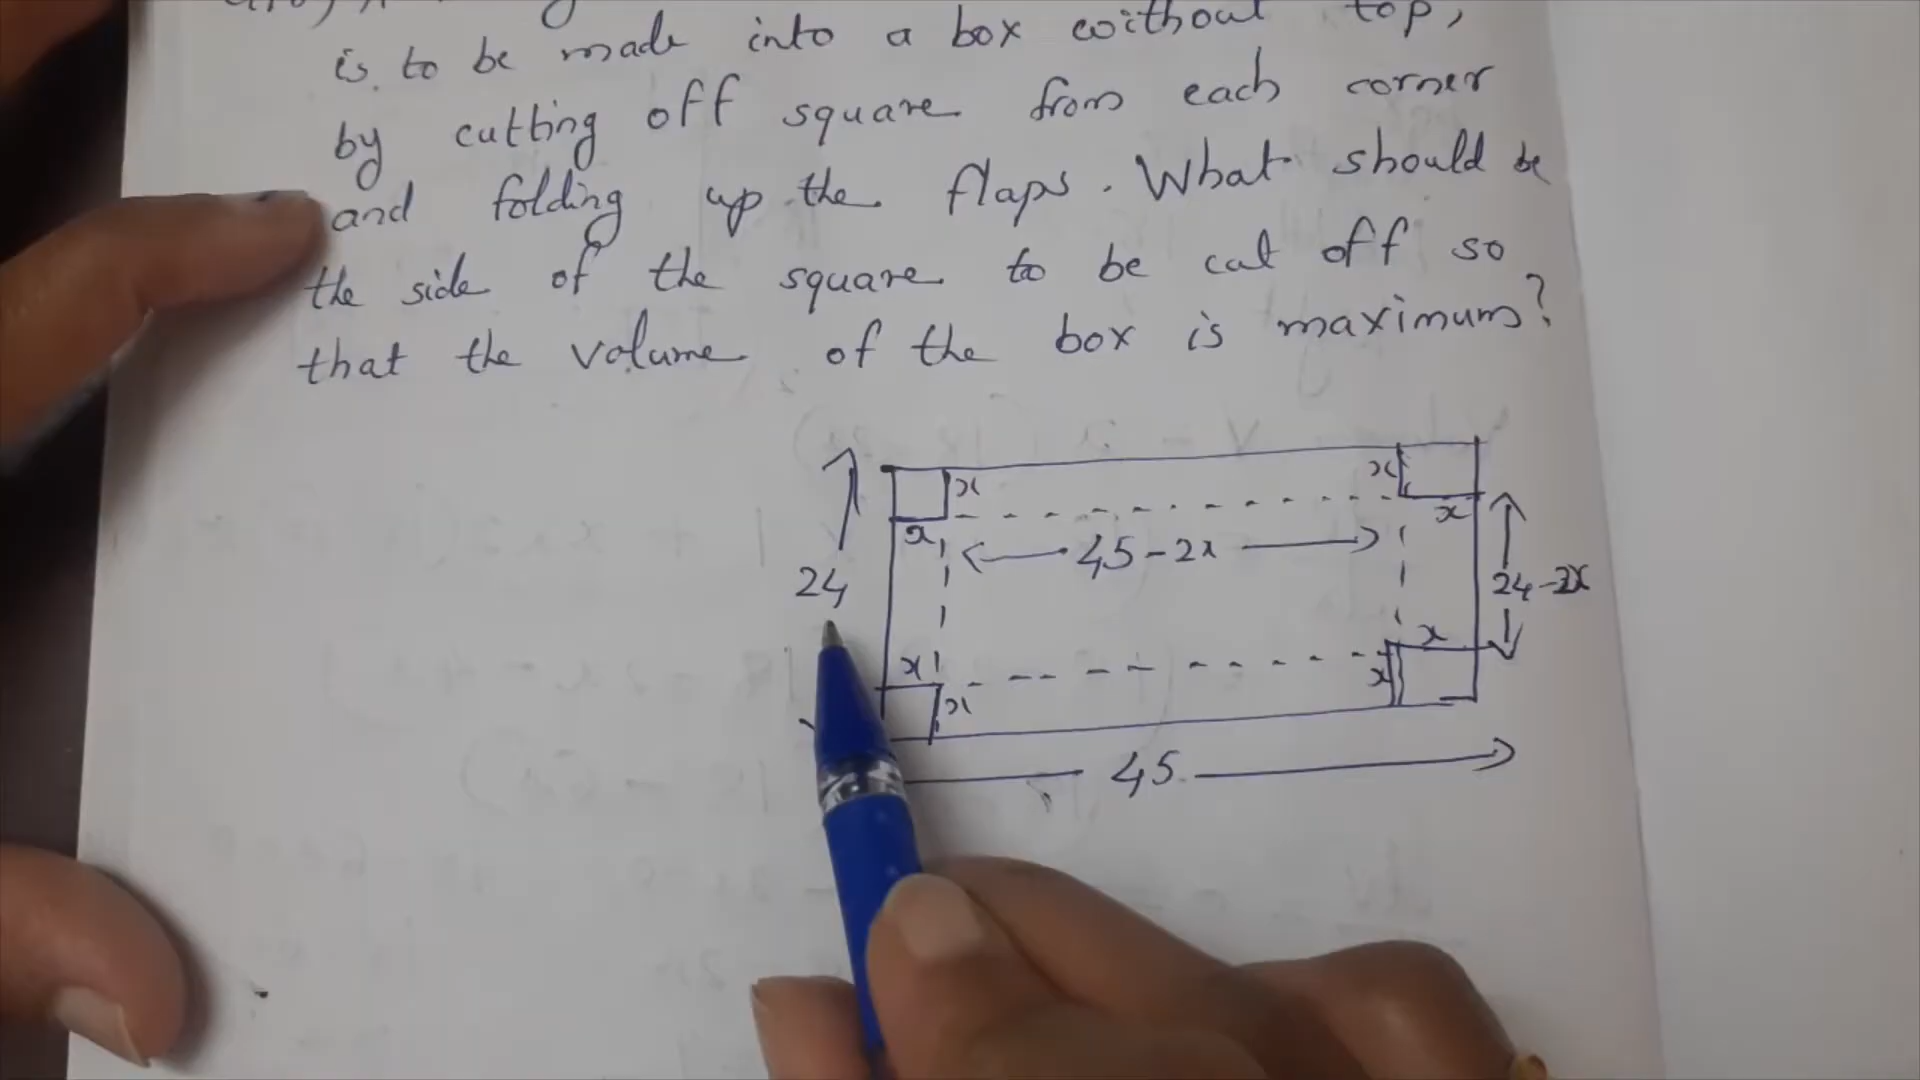 is to be made into a box without top,
by cutting off square from each corner
and folding up the flaps. What should be
the side of the square to be cut off so
that the volume of the box is maximum?
x
x
x
x
45-2x
24
24-2x
x
x
x
x
45